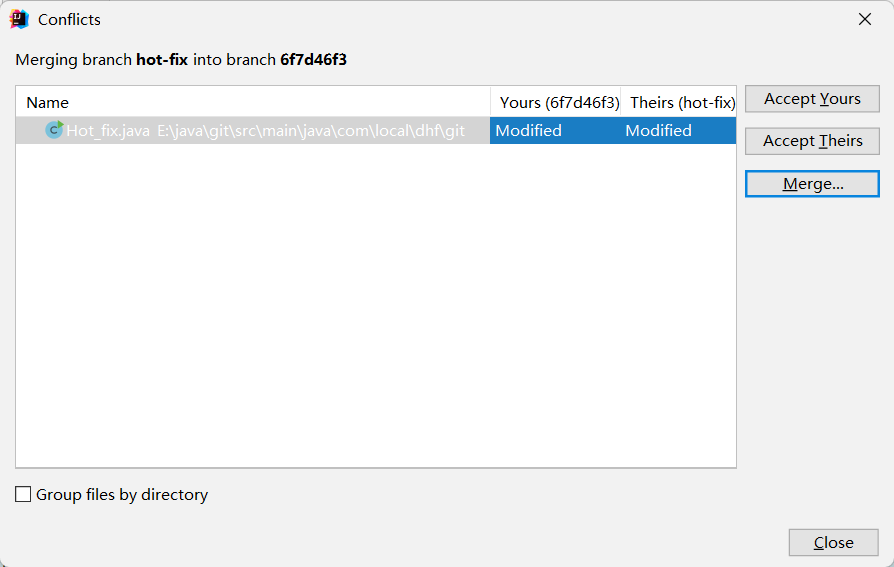 Conflicts
Merging branch hot-fix into branch 6f7d46f3
Name Yours (6f7d46f3) Theirs (hot-fix)
Hot_fix.java E:\java\git\src\main\java\com\local\dhf\git Modified Modified
Accept Yours
Accept Theirs
Merge...
Group files by directory
Close